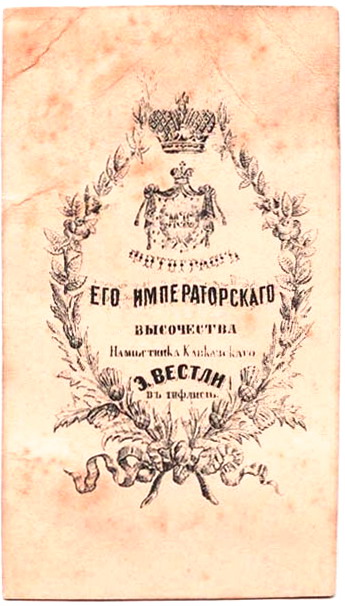 ФОТОГРАФЪ
ЕГО ИМПЕРАТОРСКАГО
ВЫСОЧЕСТВА
Намѣстника Кавказскаго
Э. ВЕСТЛИ
въ тифлисѣ.